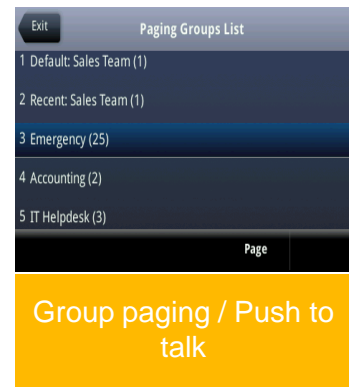 Exit
Paging Groups List
1 Default: Sales Team (1)
2 Recent: Sales Team (1)
3 Emergency (25)
4 Accounting (2)
5 IT Helpdesk (3)
Page
Group paging / Push to
talk